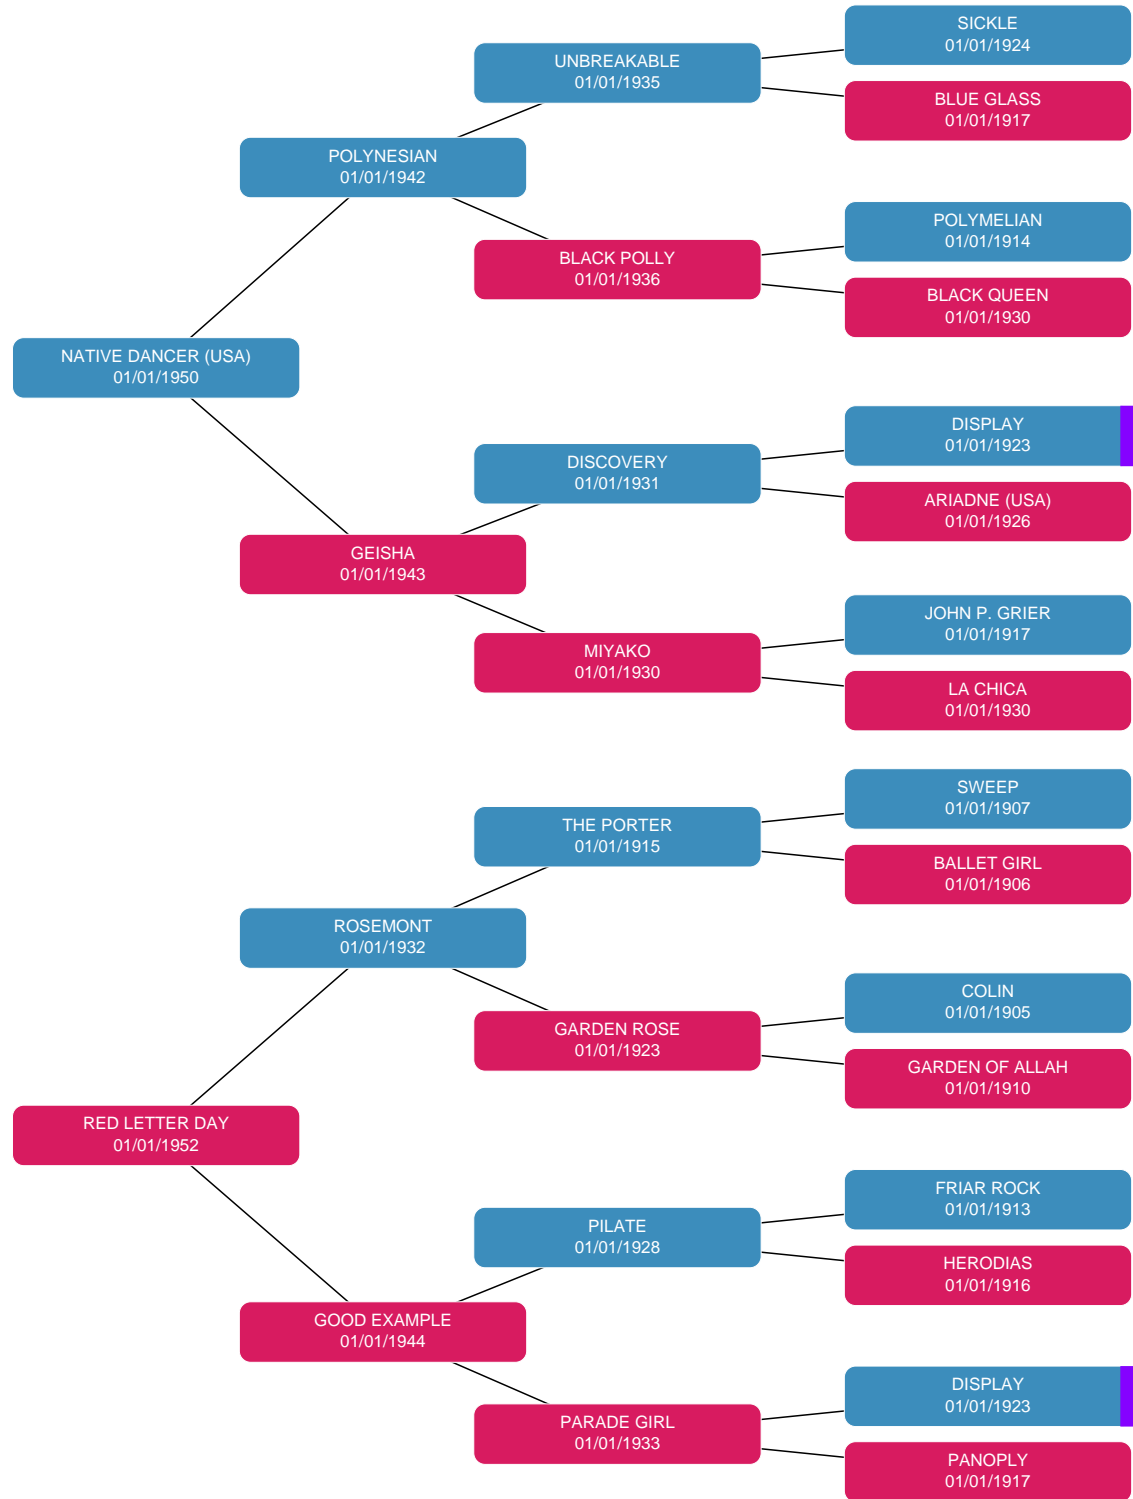 SICKLE
01/01/1924
UNBREAKABLE
01/01/1935
BLUE GLASS
01/01/1917
POLYNESIAN
01/01/1942
POLYMELIAN
01/01/1914
BLACK POLLY
01/01/1936
BLACK QUEEN
01/01/1930
NATIVE DANCER (USA)
01/01/1950
DISPLAY
01/01/1923
DISCOVERY
01/01/1931
ARIADNE (USA)
01/01/1926
GEISHA
01/01/1943
JOHN P. GRIER
01/01/1917
MIYAKO
01/01/1930
LA CHICA
01/01/1930
SWEEP
01/01/1907
THE PORTER
01/01/1915
BALLET GIRL
01/01/1906
ROSEMONT
01/01/1932
COLIN
01/01/1905
GARDEN ROSE
01/01/1923
GARDEN OF ALLAH
01/01/1910
RED LETTER DAY
01/01/1952
FRIAR ROCK
01/01/1913
PILATE
01/01/1928
HERODIAS
01/01/1916
GOOD EXAMPLE
01/01/1944
DISPLAY
01/01/1923
PARADE GIRL
01/01/1933
PANOPLY
01/01/1917